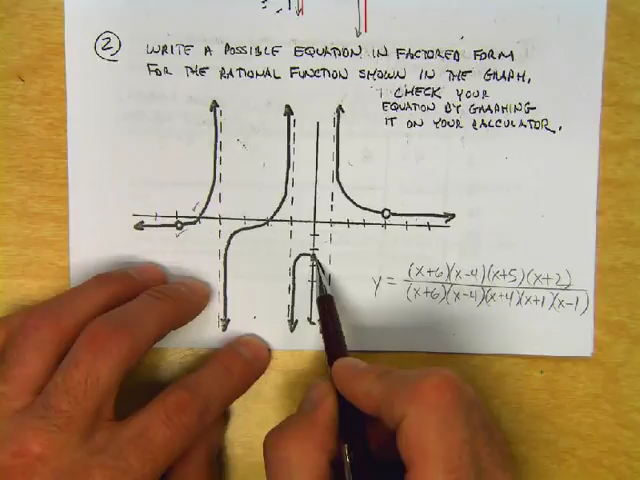 2 WRITE A POSSIBLE EQUATION IN FACTORED FORM
FOR THE RATIONAL FUNCTION SHOWN IN THE GRAPH.
CHECK YOUR
EQUATION BY GRAPHING
IT ON YOUR CALCULATOR.
y = (x+6)(x-4)(x+5)(x+2)
(x+6)(x-4)(x+4)(x+1)(x-1)